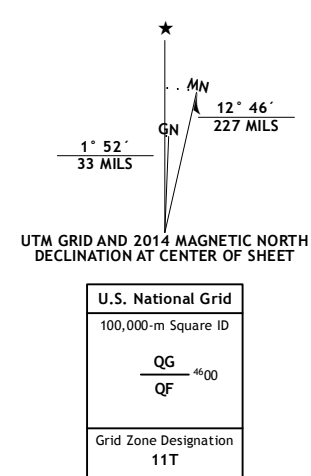 ★
MN
GN
12° 46´
227 MILS
1° 52´
33 MILS
UTM GRID AND 2014 MAGNETIC NORTH
DECLINATION AT CENTER OF SHEET
U.S. National Grid
100,000-m Square ID
QG
4600
QF
Grid Zone Designation
11T